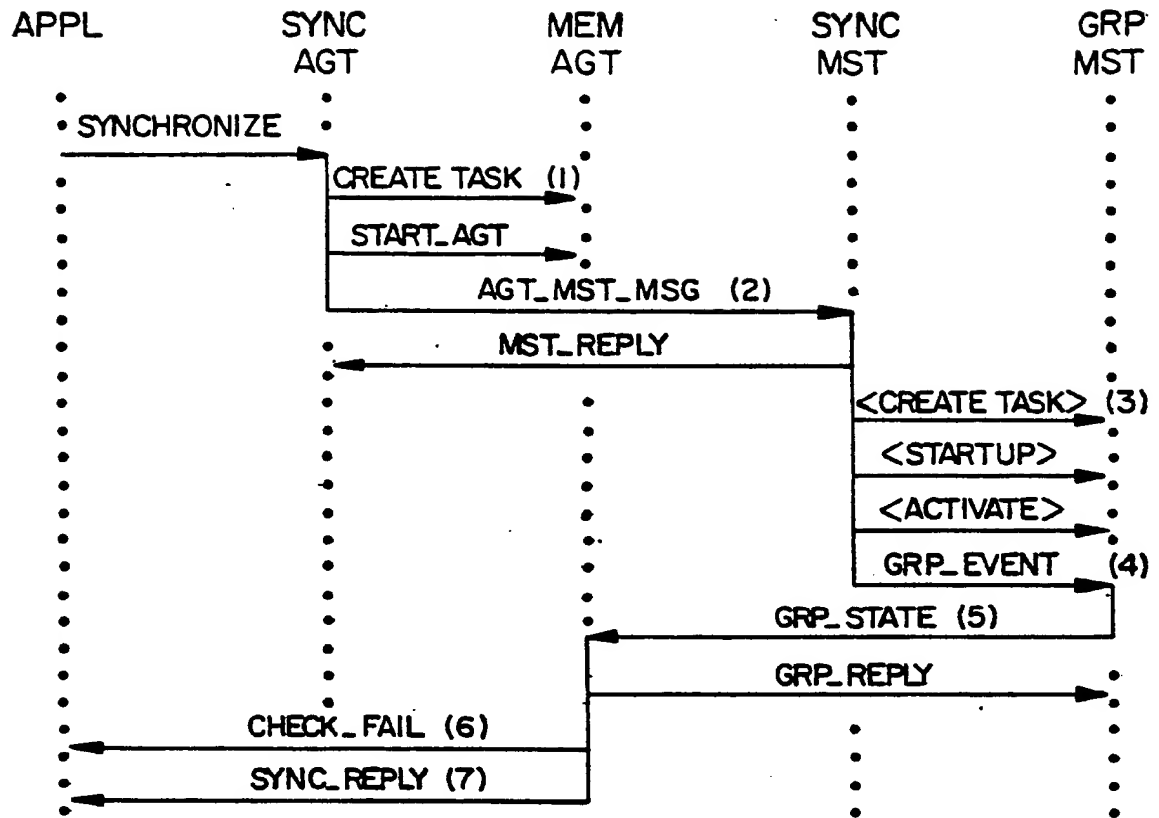 APPL SYNC MEM SYNC GRP
AGT AGT MST MST
SYNCHRONIZE
CREATE TASK (1)
START_AGT
AGT_MST_MSG (2)
MST_REPLY
<CREATE TASK> (3)
<STARTUP>
<ACTIVATE>
GRP_EVENT (4)
GRP_STATE (5)
GRP_REPLY
CHECK_FAIL (6)
SYNC_REPLY (7)